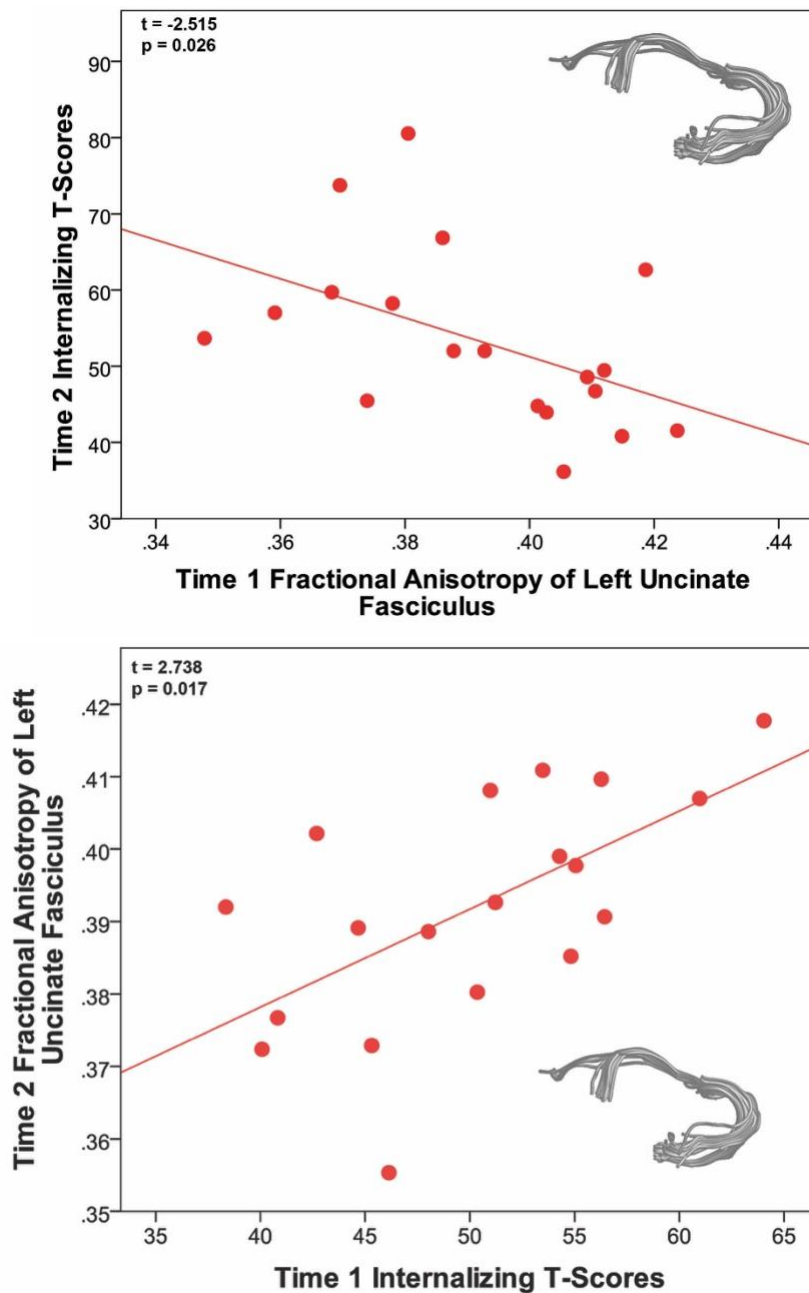 t = -2.515
p = 0.026
90
80
70
60
50
40
30
Time 2 Internalizing T-Scores
.34 .36 .38 .40 .42 .44
Time 1 Fractional Anisotropy of Left Uncinate
Fasciculus
t = 2.738
p = 0.017
.42
.41
.40
.39
.38
.37
.36
.35
Time 2 Fractional Anisotropy of Left
Uncinate Fasciculus
35 40 45 50 55 60 65
Time 1 Internalizing T-Scores